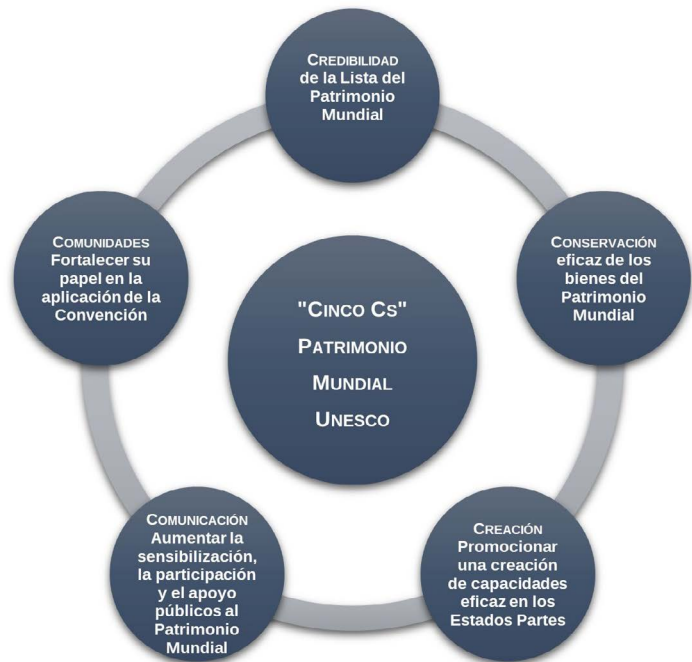 CREDIBILIDAD
de la Lista del
Patrimonio
Mundial
CONSERVACIÓN
eficaz de los
bienes del
Patrimonio
Mundial
CREACIÓN
Promocionar
una creación
de capacidades
eficaz en los
Estados Partes
COMUNICACIÓN
Aumentar la
sensibilización,
la participación
y el apoyo
públicos al
Patrimonio
Mundial
COMUNIDADES
Fortalecer su
papel en la
aplicación de la
Convención
"CINCO CS"
PATRIMONIO
MUNDIAL
UNESCO